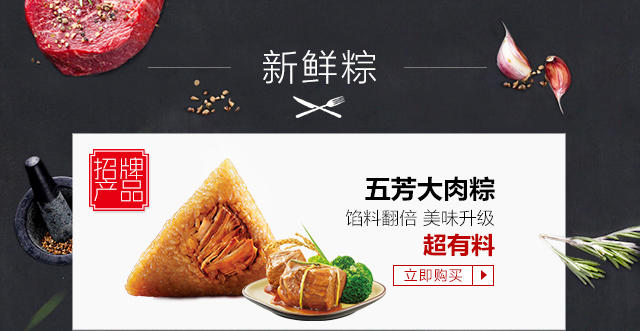 新鲜粽
招牌
产品
五芳大肉粽
馅料翻倍 美味升级
超有料
立即购买